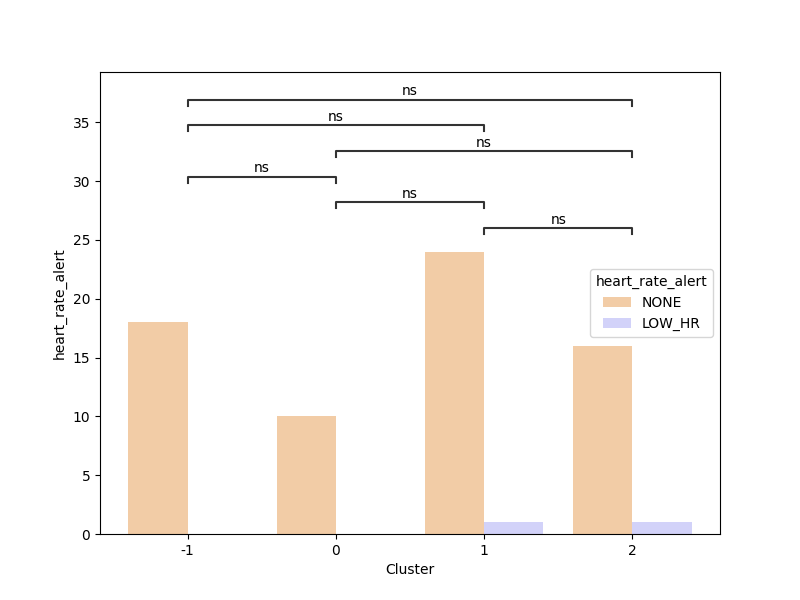 ns
ns
ns
ns
ns
ns
35
30
25
20
15
10
5
0
heart_rate_alert
heart_rate_alert
NONE
LOW_HR
-1
0
1
2
Cluster